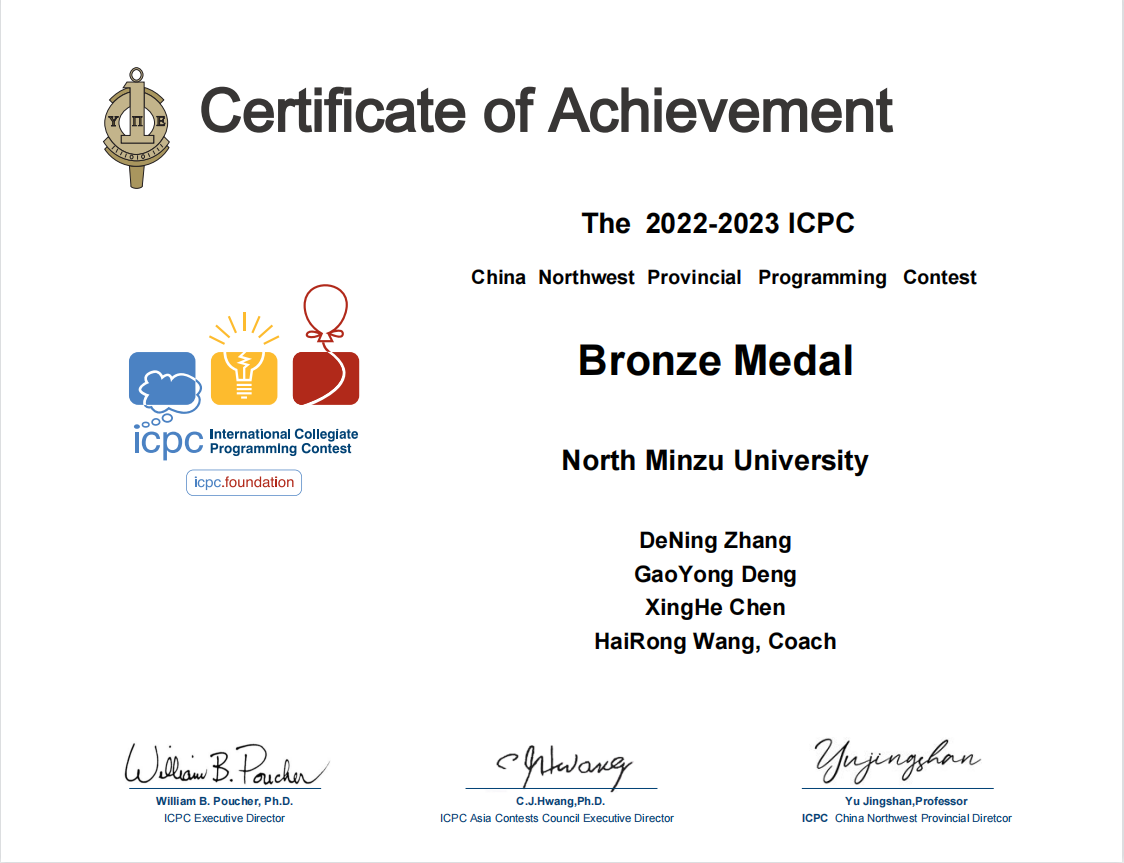 Certificate of Achievement
Υ Π Ε
The 2022-2023 ICPC
China Northwest Provincial Programming Contest
Bronze Medal
icpc International Collegiate
Programming Contest
icpc.foundation
North Minzu University
DeNing Zhang
GaoYong Deng
XingHe Chen
HaiRong Wang, Coach
William B. Poucher
William B. Poucher, Ph.D.
ICPC Executive Director
CJHwang
C.J.Hwang,Ph.D.
ICPC Asia Contests Council Executive Director
Yujingshan
Yu Jingshan,Professor
ICPC China Northwest Provincial Diretcor